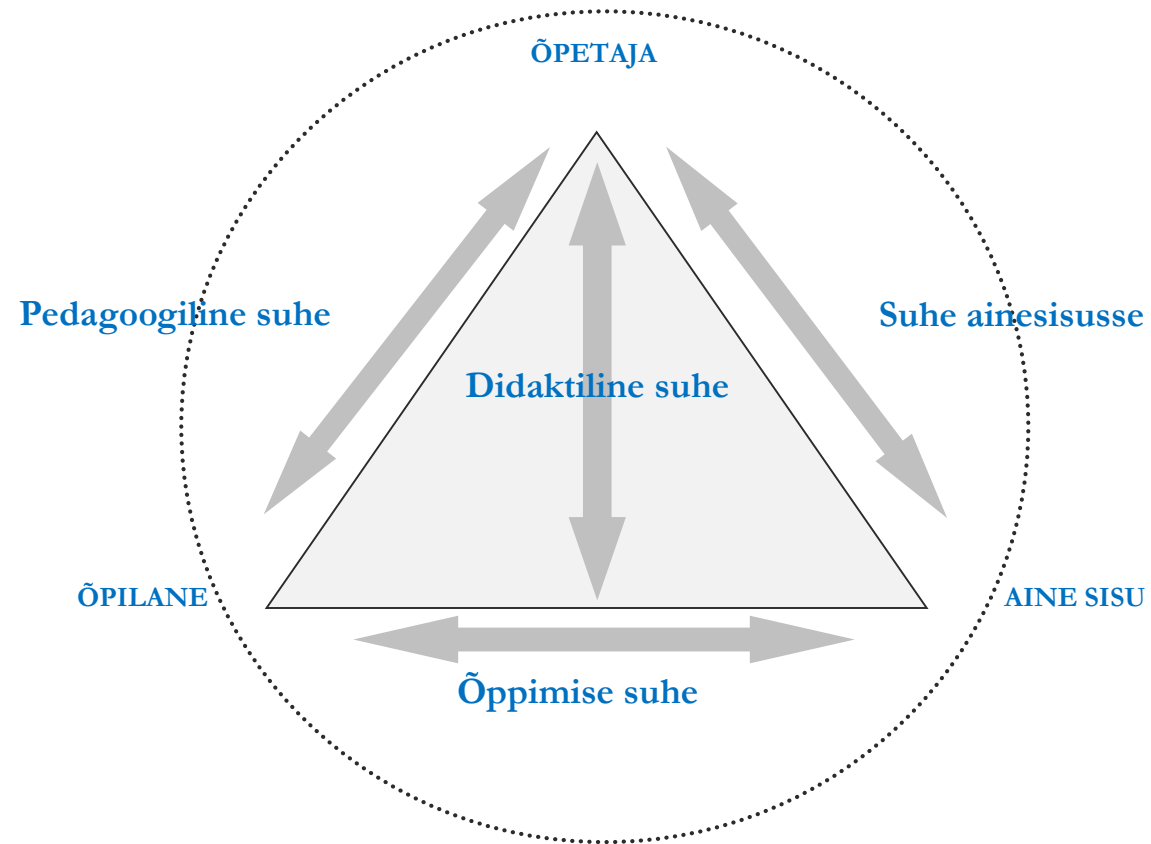 ÕPETAJA
Pedagoogiline suhe
Suhe ainesisusse
Didaktiline suhe
ÕPILANE
AINE SISU
Õppimise suhe